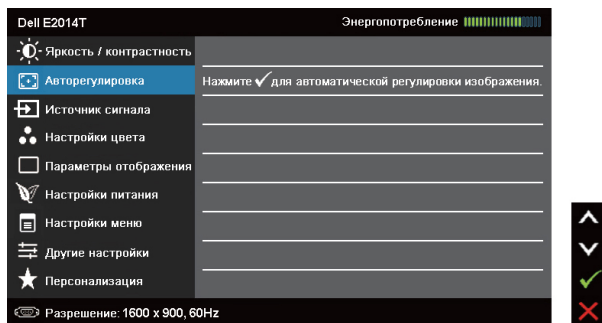 Dell E2014T
Энергопотребление
Яркость / контрастность
Авторегулировка
Нажмите ✓ для автоматической регулировки изображения.
Источник сигнала
Настройки цвета
Параметры отображения
Настройки питания
Настройки меню
Другие настройки
Персонализация
Разрешение: 1600 x 900, 60Hz